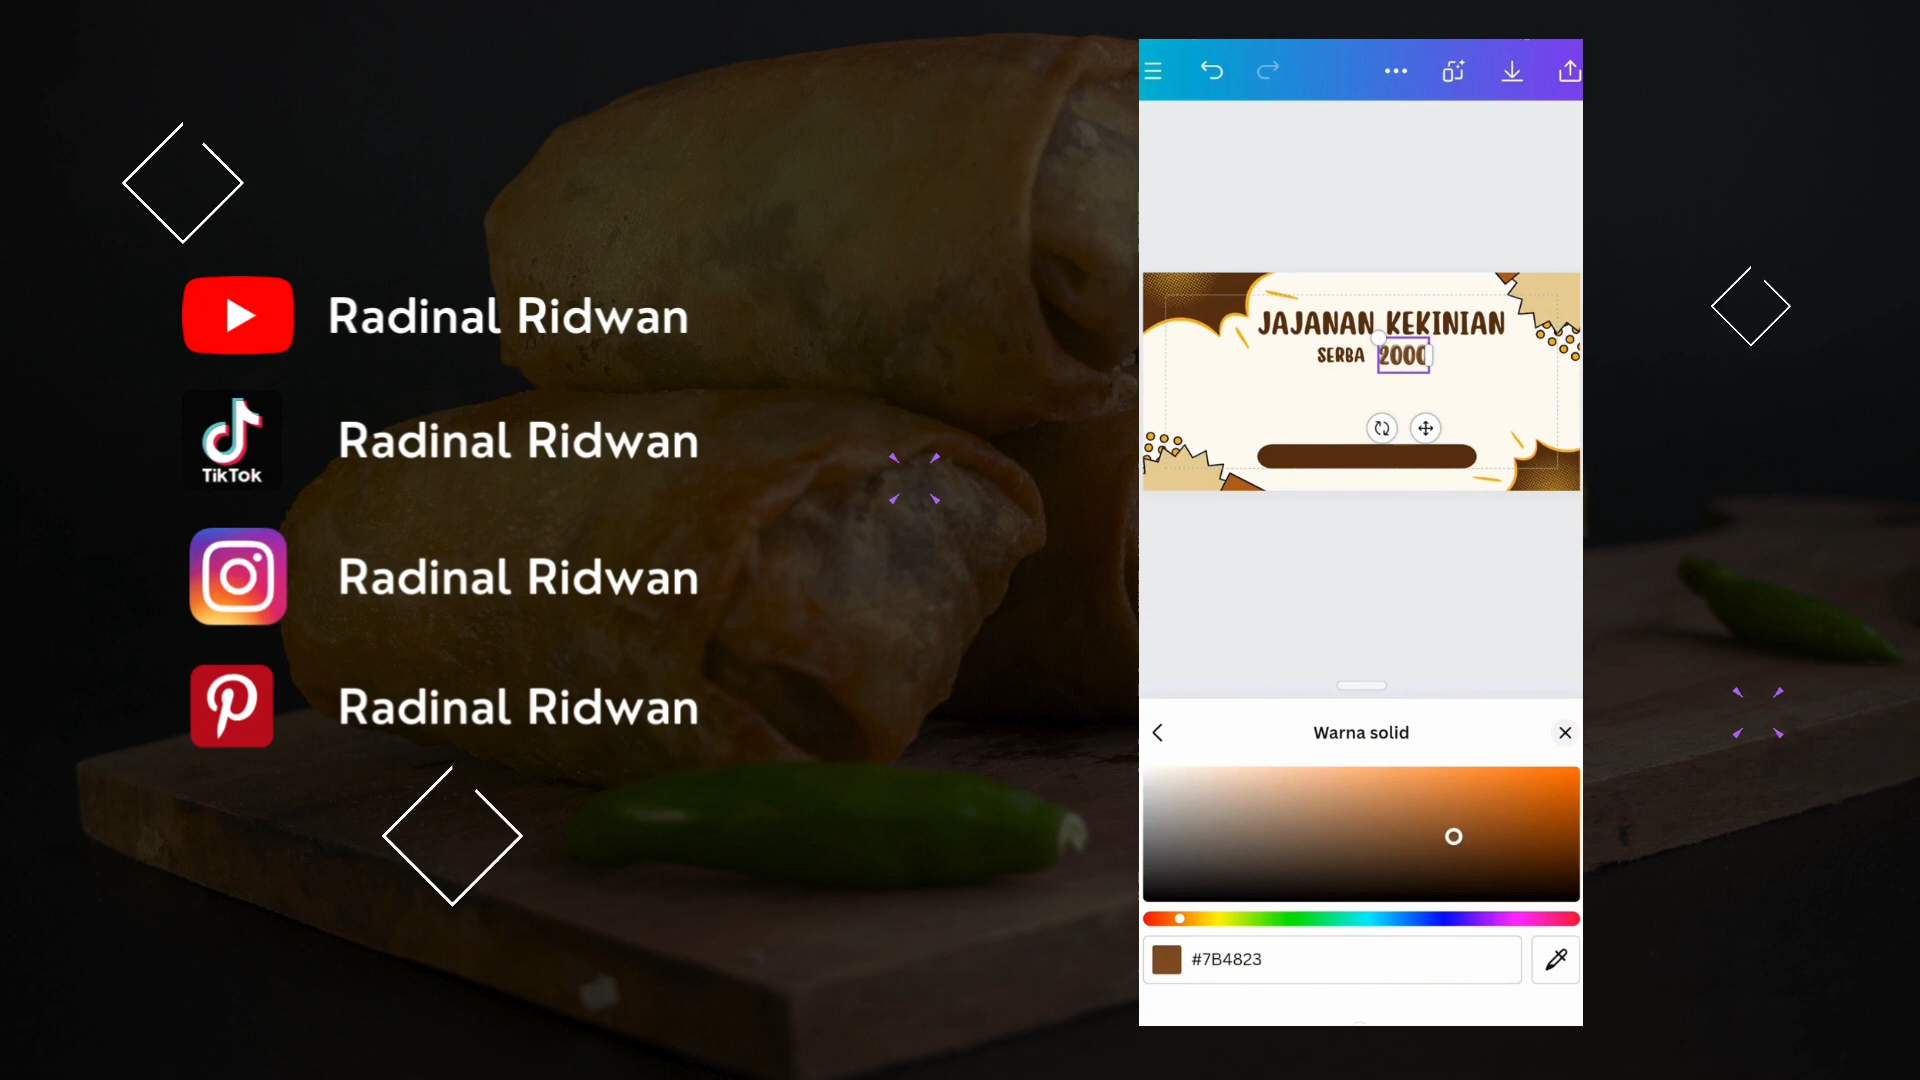 Radinal Ridwan
TikTok
Radinal Ridwan
Radinal Ridwan
Radinal Ridwan
JAJANAN KEKINIAN
SERBA 2000
Warna solid
#7B4823